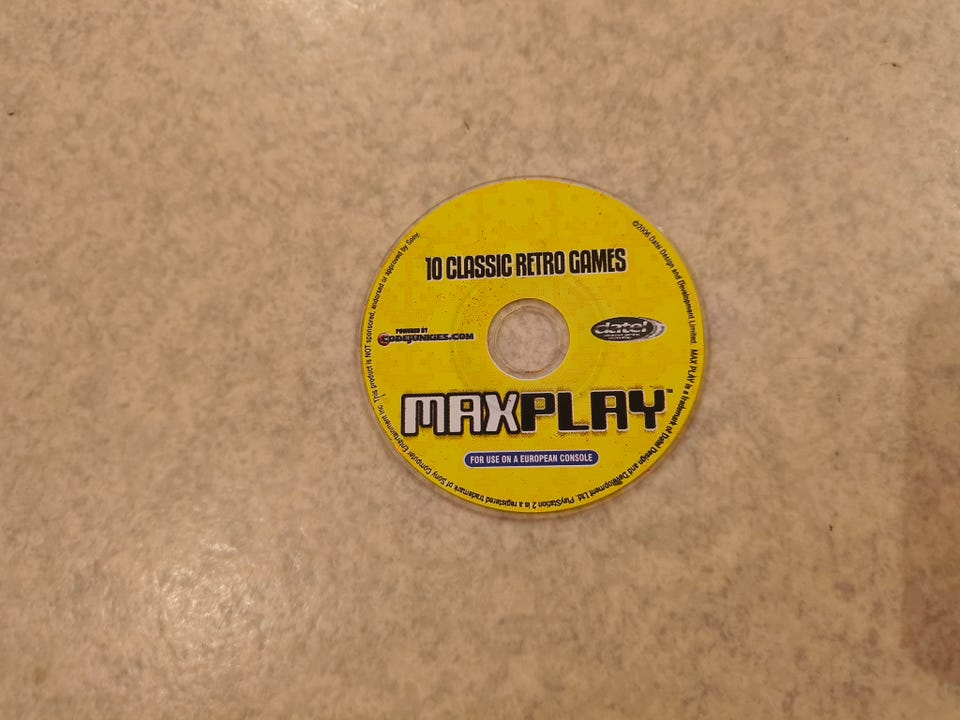 10 CLASSIC RETRO GAMES
POWERED BY
CODEJUNKIES.COM
datel
MAXPLAY™
FOR USE ON A EUROPEAN CONSOLE
©2006 Datel Design and Development Limited. MAX PLAY is a trademark of Datel Design and Development Ltd. PlayStation 2 is a registered trademark of Sony Computer Entertainment Inc. This product is NOT sponsored, endorsed or approved by Sony.